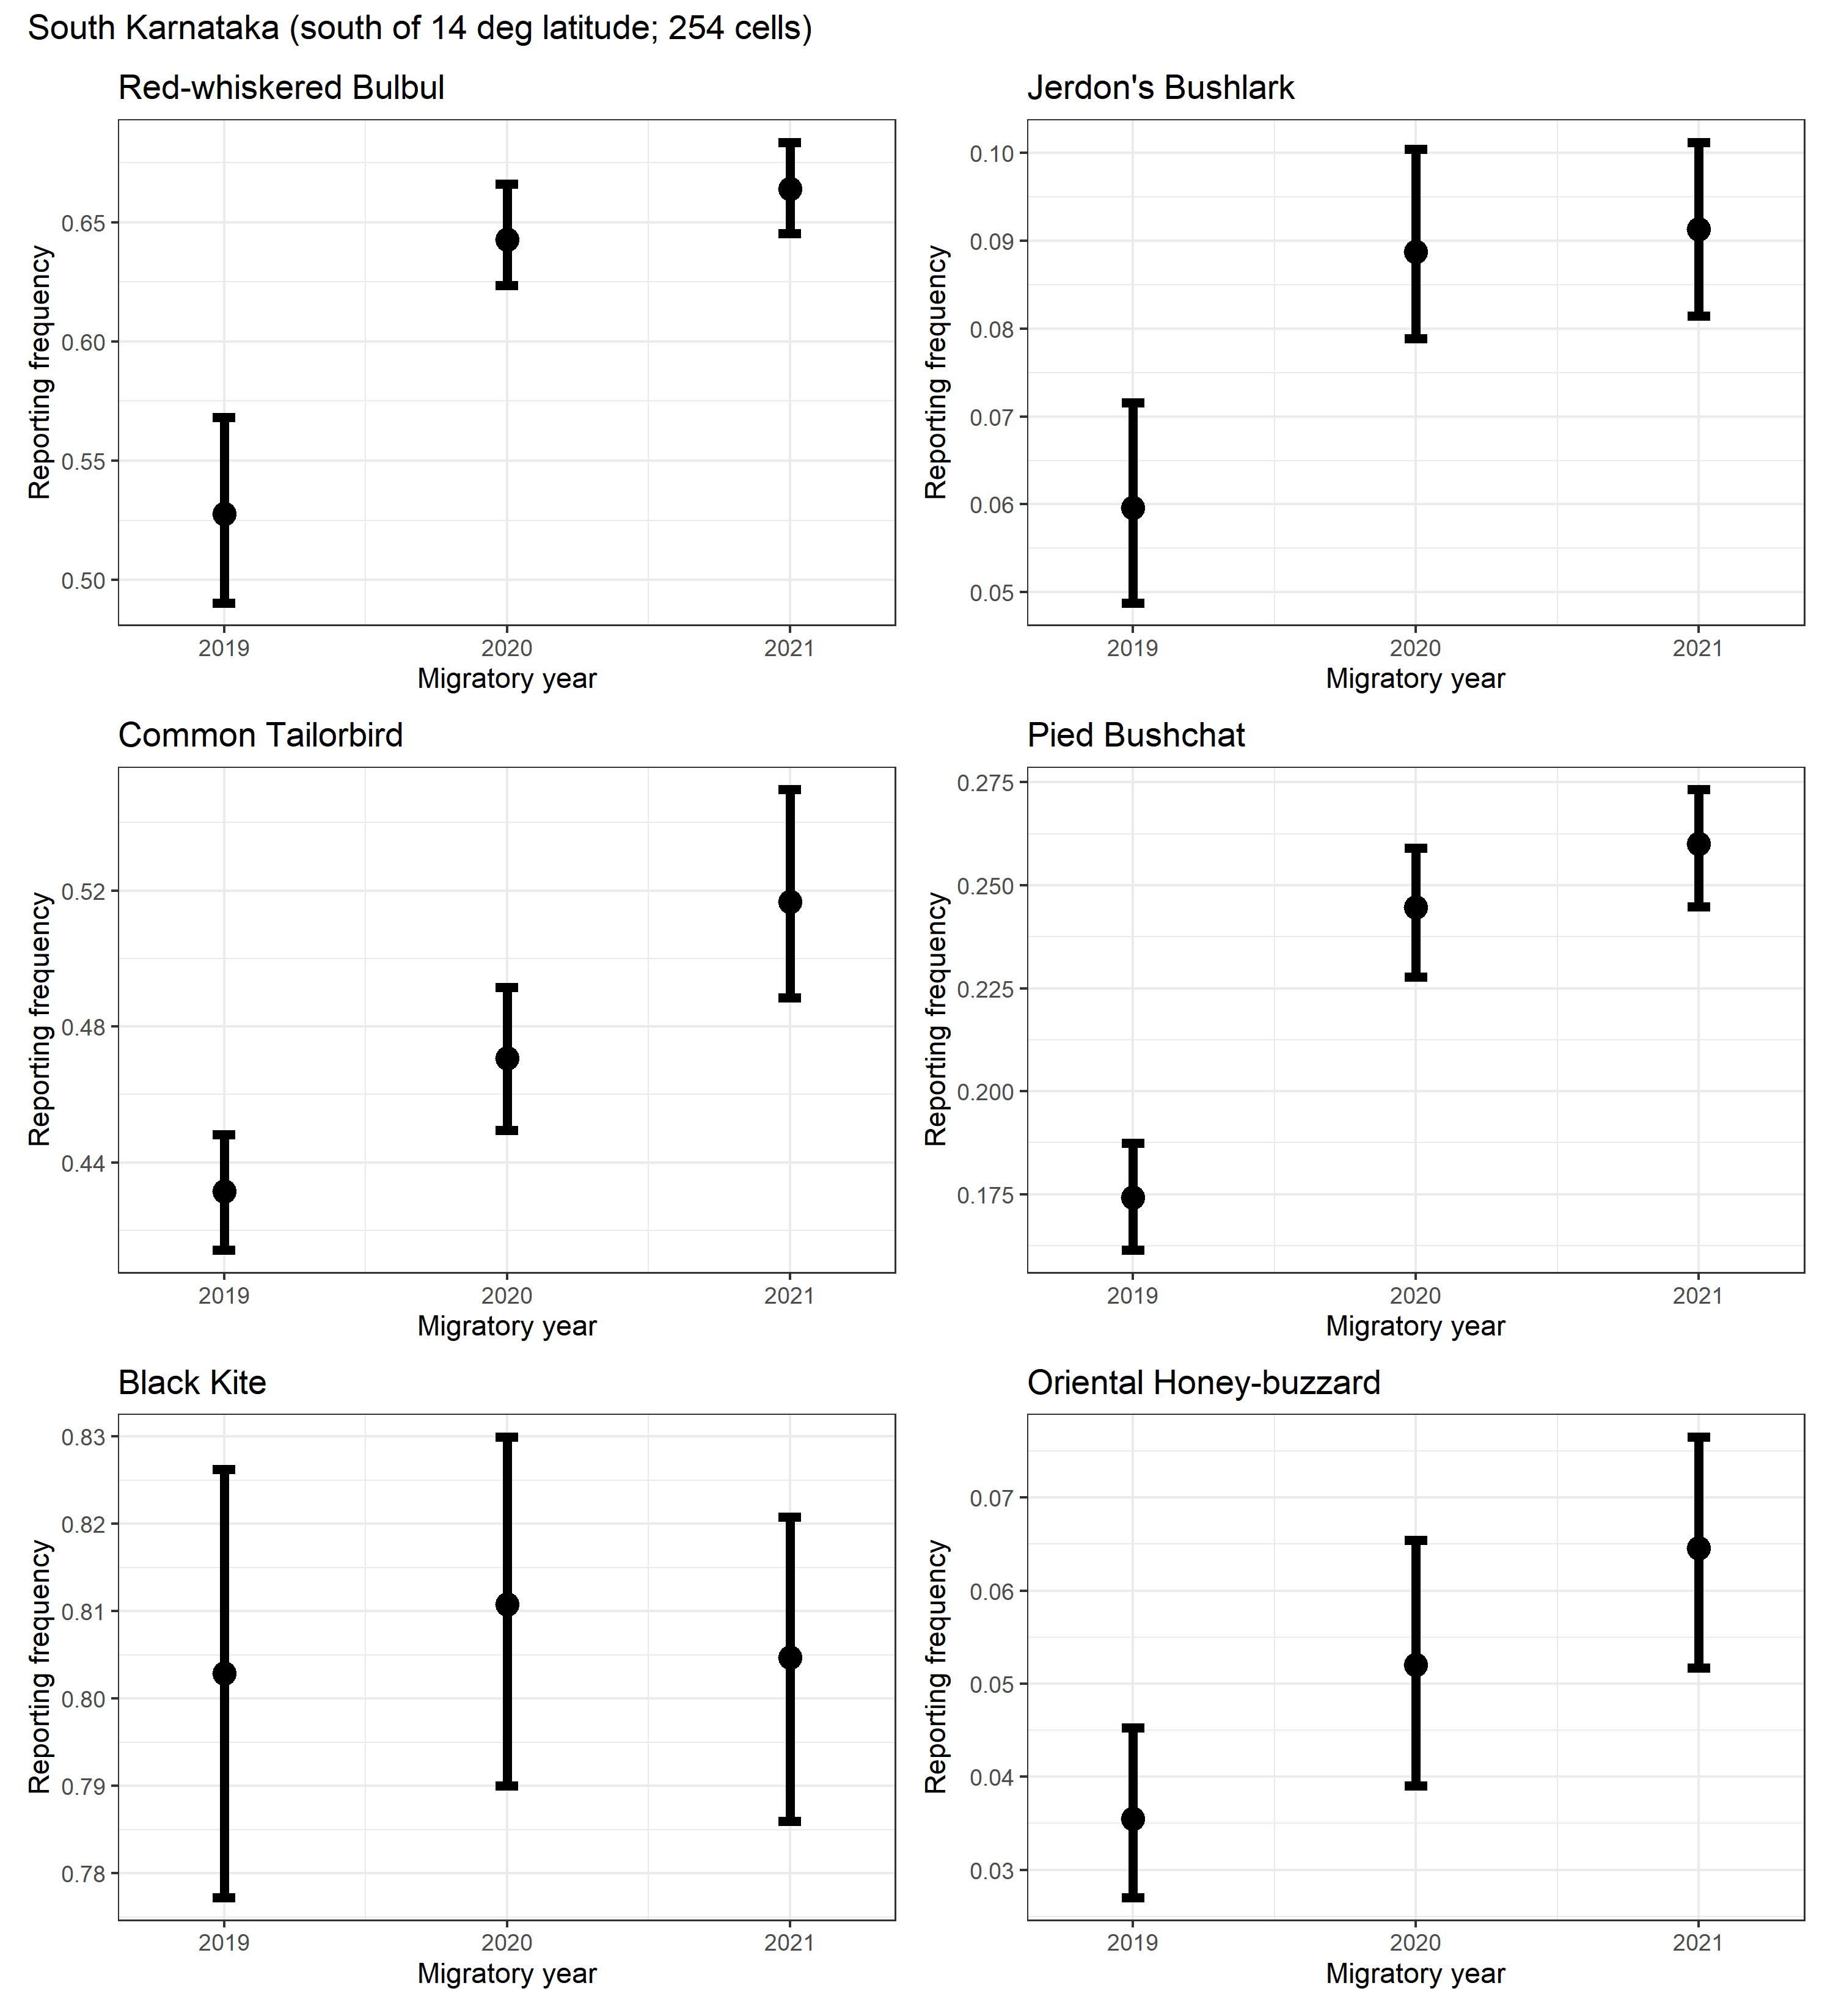 South Karnataka (south of 14 deg latitude; 254 cells)
Red-whiskered Bulbul
Reporting frequency
0.65
0.60
0.55
0.50
2019 2020 2021
Migratory year
Jerdon's Bushlark
Reporting frequency
0.10
0.09
0.08
0.07
0.06
0.05
2019 2020 2021
Migratory year
Common Tailorbird
Reporting frequency
0.52
0.48
0.44
2019 2020 2021
Migratory year
Pied Bushchat
Reporting frequency
0.275
0.250
0.225
0.200
0.175
2019 2020 2021
Migratory year
Black Kite
Reporting frequency
0.83
0.82
0.81
0.80
0.79
0.78
2019 2020 2021
Migratory year
Oriental Honey-buzzard
Reporting frequency
0.07
0.06
0.05
0.04
0.03
2019 2020 2021
Migratory year